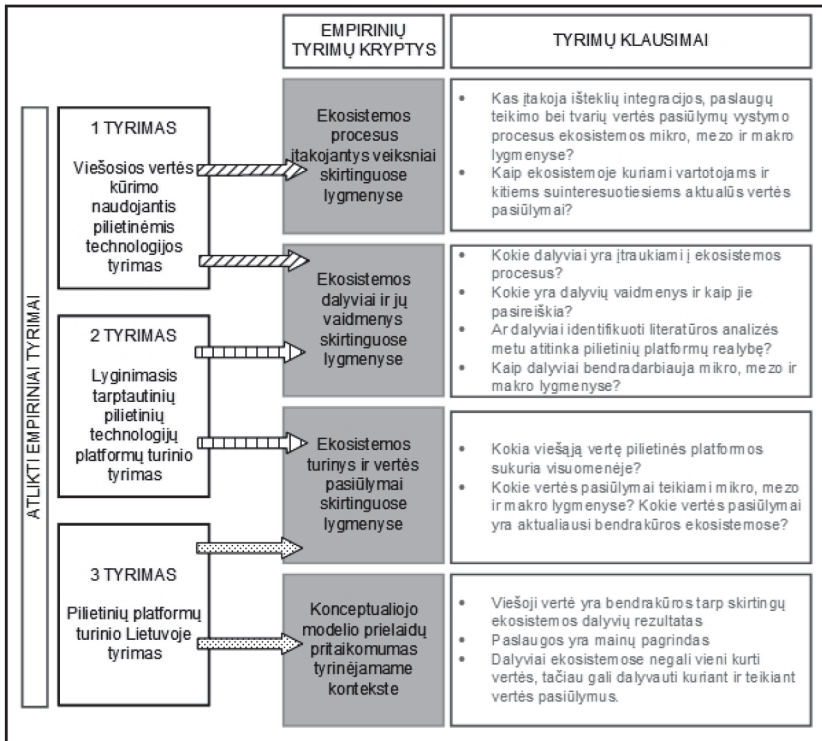 EMPIRINIŲ
TYRIMŲ KRYPTYS
TYRIMŲ KLAUSIMAI
ATLIKTI EMPIRINIAI TYRIMAI
1 TYRIMAS
Viešosios vertės
kūrimo
naudojantis
pilietinėmis
technologijos
tyrimas
2 TYRIMAS
Lyginimasis
tarptautinių
pilietinių
technologijų
platformų turinio
tyrimas
3 TYRIMAS
Pilietinių platformų
turinio Lietuvoje
tyrimas
Ekosistemos
procesus
įtakojantys veiksniai
skirtinguose
lygmenyse
• Kas įtakoja išteklių integracijos, paslaugų
teikimo bei tvarių vertės pasiūlymų vystymo
procesus ekosistemos mikro, mezo ir makro
lygmenyse?
• Kaip ekosistemoje kuriami vartotojams ir
kitiems suinteresuotiesiems aktualūs vertės
pasiūlymai?
Ekosistemos
dalyviai ir jų
vaidmenys
skirtinguose
lygmenyse
• Kokie dalyviai yra įtraukiami į ekosistemos
procesus?
• Kokie yra dalyvių vaidmenys ir kaip jie
pasireiškia?
• Ar dalyviai identifikuoti literatūros analizės
metu atitinka pilietinių platformų realybę?
• Kaip dalyviai bendradarbiauja mikro, mezo ir
makro lygmenyse?
Ekosistemos
turinys ir vertės
pasiūlymai
skirtinguose
lygmenyse
• Kokia viešąją vertę pilietinės platformos
sukuria visuomenėje?
• Kokie vertės pasiūlymai teikiami mikro, mezo
ir makro lygmenyse? Kokie vertės pasiūlymai
yra aktualiausi bendrakūros ekosistemose?
Konceptualiojo
modelio prielaidų
pritaikomumas
tyrinėjamame
kontekste
• Viešoji vertė yra bendrakūros tarp skirtingų
ekosistemos dalyvių rezultatas
• Paslaugos yra mainų pagrindas
• Dalyviai ekosistemose negali vieni kurti
vertės, tačiau gali dalyvauti kuriant ir teikiant
vertės pasiūlymus.